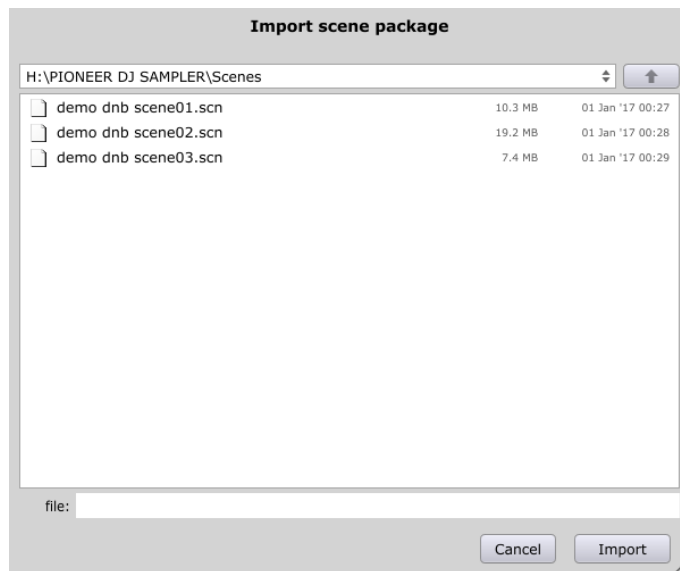 Import scene package
H:\PIONEER DJ SAMPLER\Scenes
demo dnb scene01.scn 10.3 MB 01 Jan '17 00:27
demo dnb scene02.scn 19.2 MB 01 Jan '17 00:28
demo dnb scene03.scn 7.4 MB 01 Jan '17 00:29
file:
Cancel Import